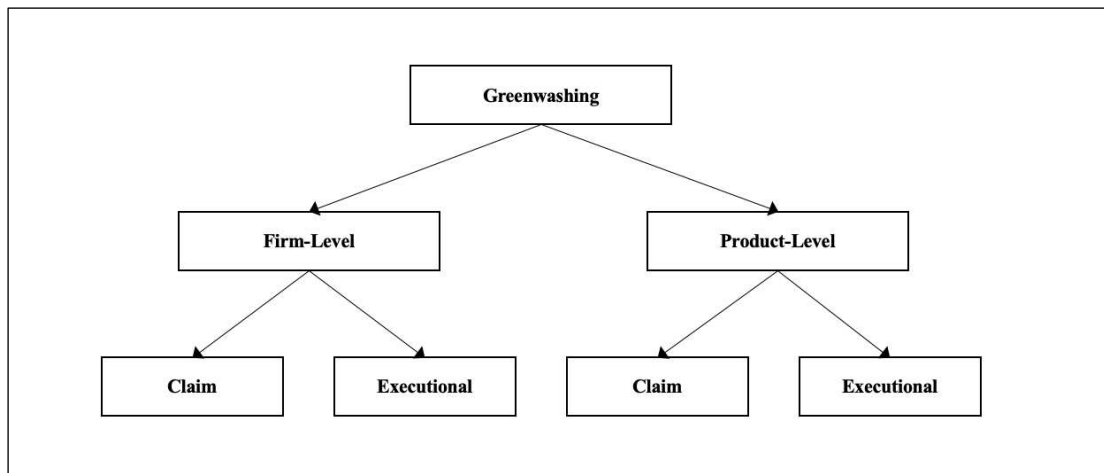 Greenwashing
Firm-Level
Product-Level
Claim
Executional
Claim
Executional